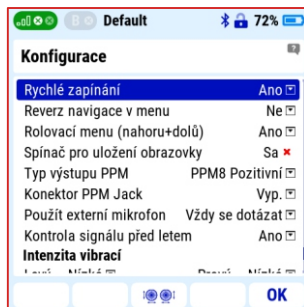 B Default 72%
Konfigurace
Rychlé zapínání Ano
Reverz navigace v menu Ne
Rolovací menu (nahoru+dolů) Ano
Spínač pro uložení obrazovky Sa
Typ výstupu PPM PPM8 Pozitivní
Konektor PPM Jack Vyp.
Použít externí mikrofon Vždy se dotázat
Kontrola signálu před letem Ano
Intenzita vibrací
OK